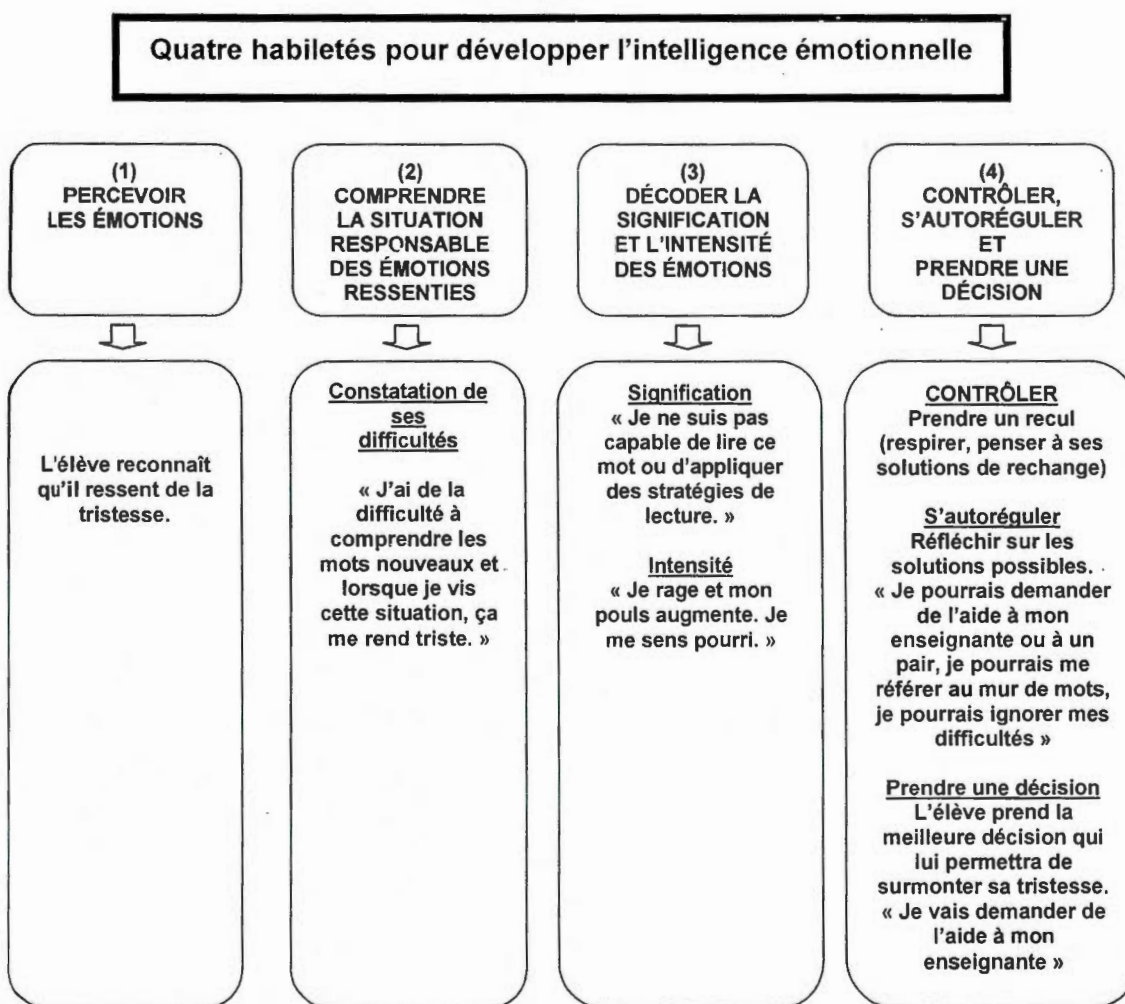 Quatre habiletés pour développer l'intelligence émotionnelle
(1)
PERCEVOIR
LES ÉMOTIONS
(2)
COMPRENDRE
LA SITUATION
RESPONSABLE
DES ÉMOTIONS
RESSENTIES
(3)
DÉCODER LA
SIGNIFICATION
ET L'INTENSITÉ
DES ÉMOTIONS
(4)
CONTRÔLER,
S'AUTORÉGULER
ET
PRENDRE UNE
DÉCISION
L'élève reconnaît
qu'il ressent de la
tristesse.
Constatation de
ses
difficultés
« J'ai de la
difficulté à
comprendre les
mots nouveaux et
lorsque je vis
cette situation, ça
me rend triste. »
Signification
« Je ne suis pas
capable de lire ce
mot ou d'appliquer
des stratégies de
lecture. »
Intensité
« Je rage et mon
pouls augmente. Je
me sens pourri. »
CONTRÔLER
Prendre un recul
(respirer, penser à ses
solutions de rechange)
S'autoréguler
Réfléchir sur les
solutions possibles.
« Je pourrais demander
de l'aide à mon
enseignante ou à un
pair, je pourrais me
référer au mur de mots,
je pourrais ignorer mes
difficultés »
Prendre une décision
L'élève prend la
meilleure décision qui
lui permettra de
surmonter sa tristesse.
« Je vais demander de
l'aide à mon
enseignante »